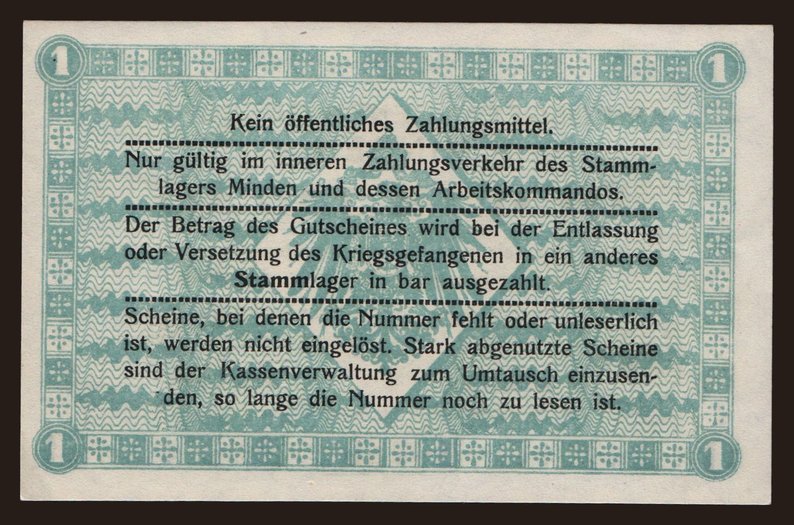 1 1
Kein öffentliches Zahlungsmittel.
Nur gültig im inneren Zahlungsverkehr des Stamm-
lagers Minden und dessen Arbeitskommandos.
Der Betrag des Gutscheines wird bei der Entlassung
oder Versetzung des Kriegsgefangenen in ein anderes
Stammlager in bar ausgezahlt.
Scheine, bei denen die Nummer fehlt oder unleserlich
ist, werden nicht eingelöst. Stark abgenutzte Scheine
sind der Kassenverwaltung zum Umtausch einzusen-
den, so lange die Nummer noch zu lesen ist.
1 1